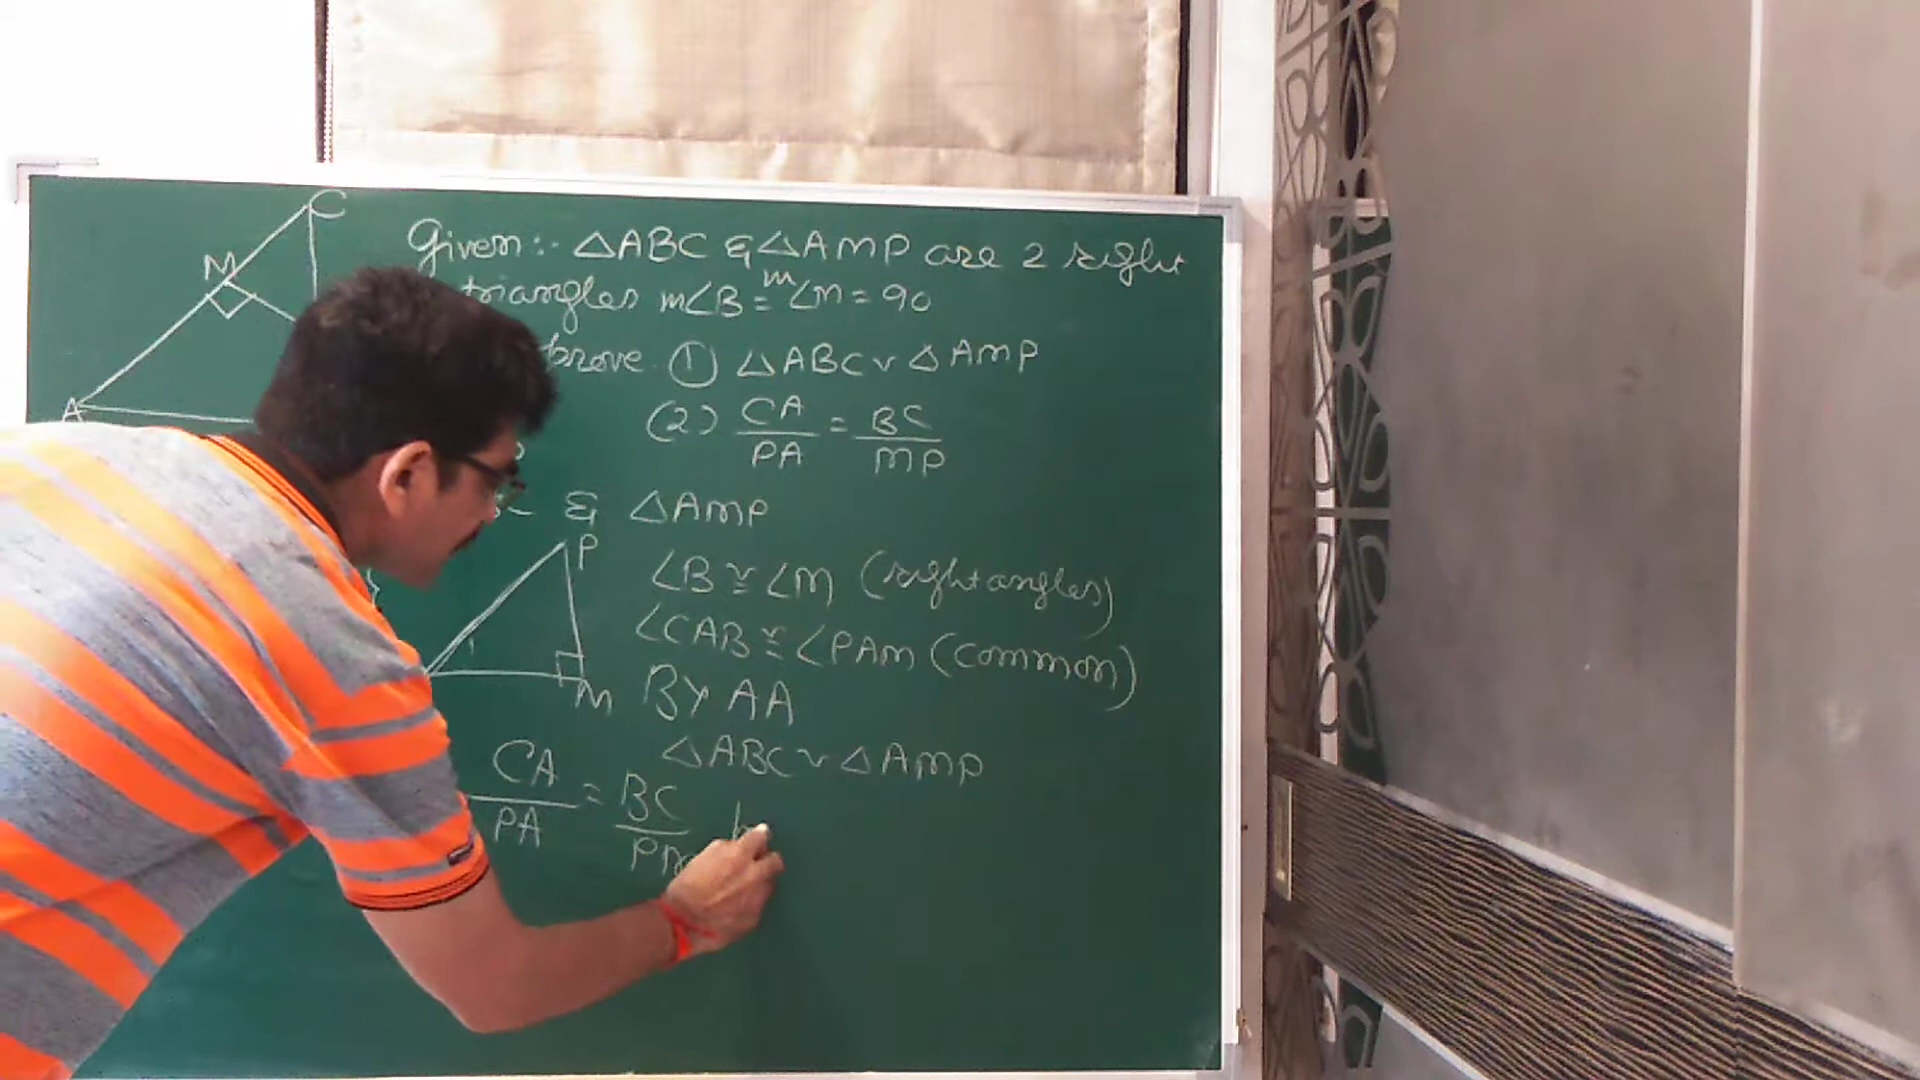 C
M
A
Given:- △ABC & △AMP are 2 right
triangles m∠B = m∠M = 90
prove ① △ABC ~ △AMP
(2) CA/PA = BC/MP
& △AMP
P
M
∠B ≅ ∠M (right angles)
∠CAB ≅ ∠PAM (common)
By AA
△ABC ~ △AMP
CA/PA = BC/PM